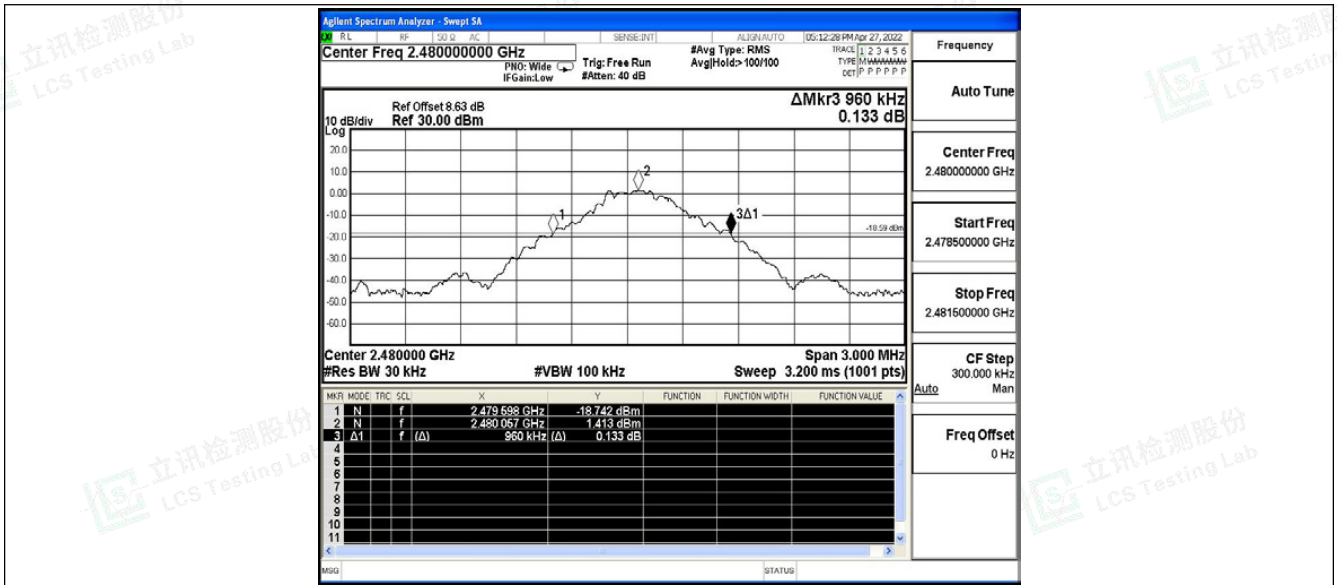 Agilent Spectrum Analyzer - Swept SA
RL RF 50 Ω AC SENSE:INT ALIGNAUTO 05:12:28 PM Apr 27, 2022
Center Freq 2.480000000 GHz
#Avg Type: RMS
TRACE 1 2 3 4 5 6
PNO: Wide
Trig: Free Run
Avg|Hold:> 100/100
TYPE MWWWWW
IFGain:Low
#Atten: 40 dB
DET P P P P P P
ΔMkr3 960 kHz
0.133 dB
Ref Offset 8.63 dB
10 dB/div Ref 30.00 dBm
Log
20.0
10.0
0.00
-10.0
-20.0
-30.0
-40.0
-50.0
-60.0
1
2
3Δ1
-18.59 dBm
Center 2.480000 GHz Span 3.000 MHz
#Res BW 30 kHz #VBW 100 kHz Sweep 3.200 ms (1001 pts)
MKR MODE TRC SCL X Y FUNCTION FUNCTION WIDTH FUNCTION VALUE
1 N f 2.479 598 GHz -18.742 dBm
2 N f 2.480 057 GHz 1.413 dBm
3 Δ1 f (Δ) 960 kHz (Δ) 0.133 dB
4
5
6
7
8
9
10
11
MSG STATUS
Frequency
Auto Tune
Center Freq
2.480000000 GHz
Start Freq
2.478500000 GHz
Stop Freq
2.481500000 GHz
CF Step
300.000 kHz
Auto Man
Freq Offset
0 Hz
立讯检测股份
LCS Testing Lab
立讯检测股份
LCS Testing Lab
立讯检测股份
LCS Testing Lab
立讯检测股份
LCS Testing Lab